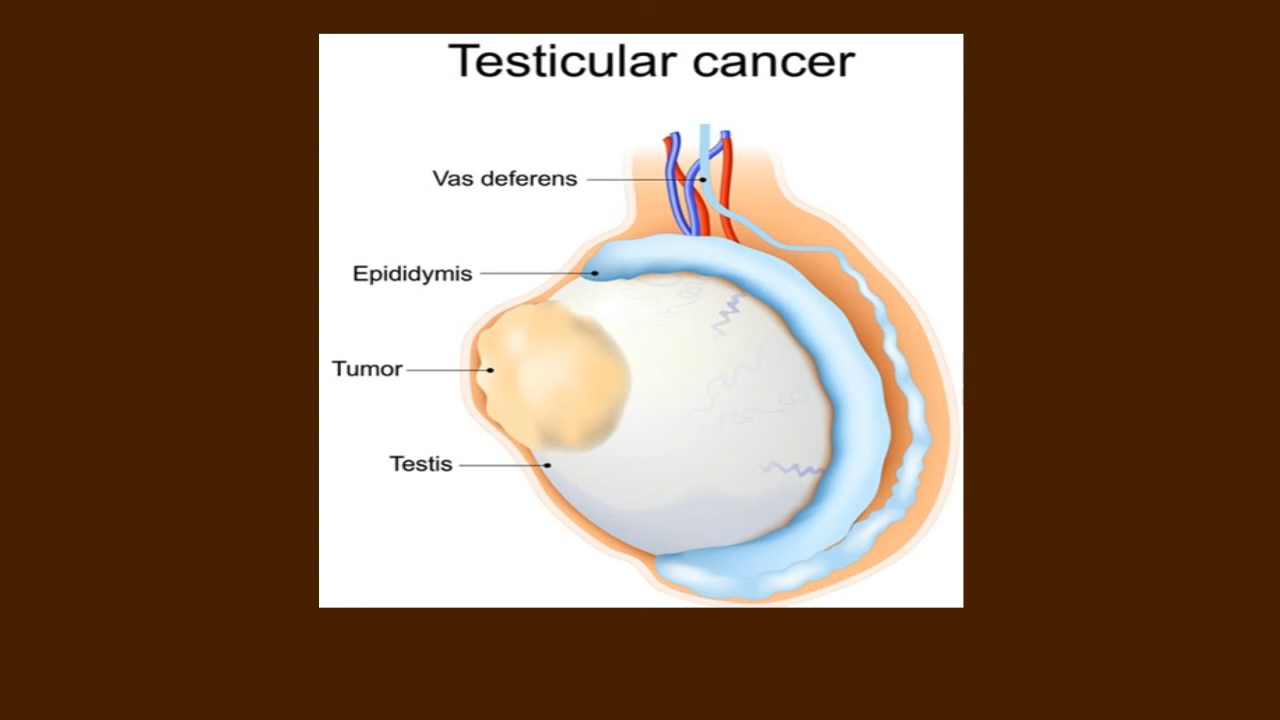 Testicular cancer
Vas deferens
Epididymis
Tumor
Testis